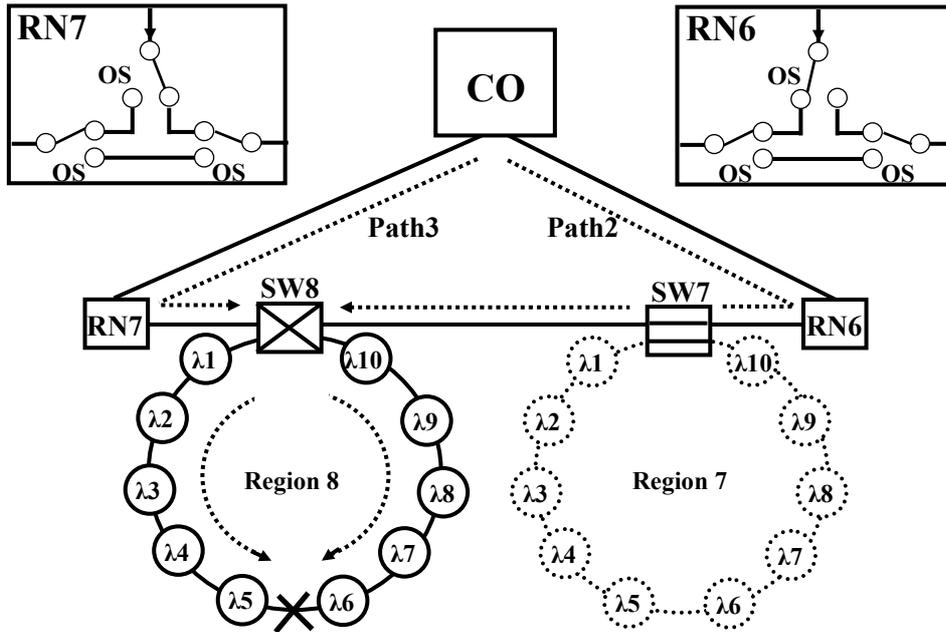 RN7
OS
OS
OS
CO
RN6
OS
OS
OS
Path3
Path2
SW8
SW7
RN7
RN6
λ1
λ10
λ2
λ9
λ3
λ8
λ4
λ7
λ5
λ6
Region 8
λ1
λ10
λ2
λ9
λ3
λ8
λ4
λ7
λ5
λ6
Region 7